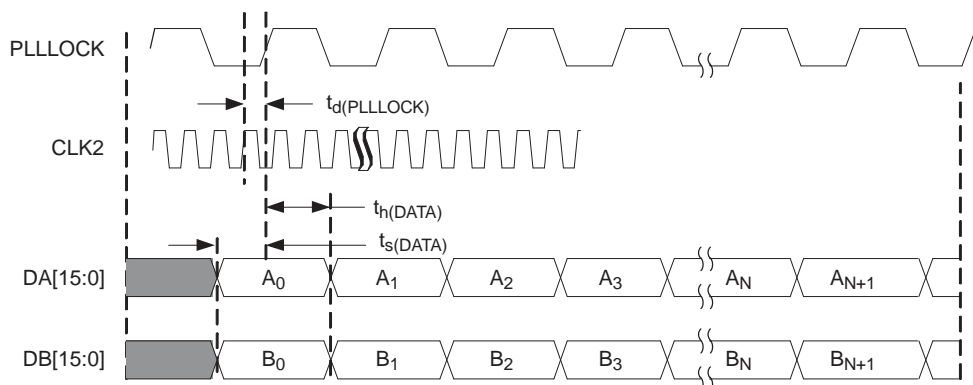 PLLLOCK
td(PLLLOCK)
CLK2
th(DATA)
ts(DATA)
DA[15:0] A0 A1 A2 A3 AN AN+1
DB[15:0] B0 B1 B2 B3 BN BN+1